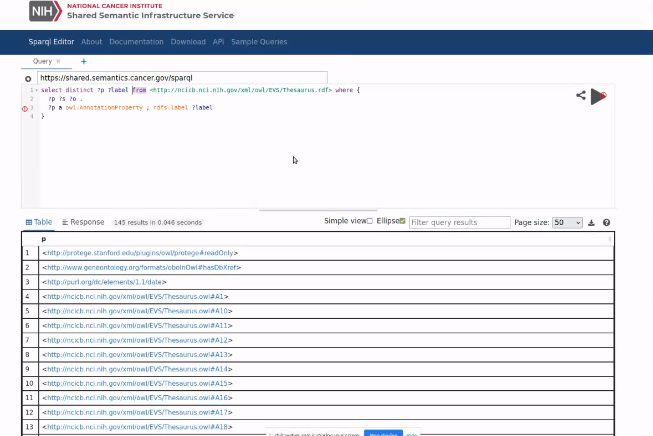 NIH
NATIONAL CANCER INSTITUTE
Shared Semantic Infrastructure Service
Sparql Editor About Documentation Download API Sample Queries
Query × +
https://shared.semantics.cancer.gov/sparql
1 select distinct ?p ?label from <http://ncicb.nci.nih.gov/xml/owl/EVS/Thesaurus.rdf> where {
2 ?p ?s ?o .
3 ?p a owl:AnnotationProperty ; rdfs:label ?label
4 }
Table Response 145 results in 0.046 seconds Simple view Ellipse Filter query results Page size: 50
p
1 <http://protege.stanford.edu/plugins/owl/protege#readOnly>
2 <http://www.geneontology.org/formats/oboInOwl#hasDbXref>
3 <http://purl.org/dc/elements/1.1/date>
4 <http://ncicb.nci.nih.gov/xml/owl/EVS/Thesaurus.owl#A1>
5 <http://ncicb.nci.nih.gov/xml/owl/EVS/Thesaurus.owl#A10>
6 <http://ncicb.nci.nih.gov/xml/owl/EVS/Thesaurus.owl#A11>
7 <http://ncicb.nci.nih.gov/xml/owl/EVS/Thesaurus.owl#A12>
8 <http://ncicb.nci.nih.gov/xml/owl/EVS/Thesaurus.owl#A13>
9 <http://ncicb.nci.nih.gov/xml/owl/EVS/Thesaurus.owl#A14>
10 <http://ncicb.nci.nih.gov/xml/owl/EVS/Thesaurus.owl#A15>
11 <http://ncicb.nci.nih.gov/xml/owl/EVS/Thesaurus.owl#A16>
12 <http://ncicb.nci.nih.gov/xml/owl/EVS/Thesaurus.owl#A17>
13 <http://ncicb.nci.nih.gov/xml/owl/EVS/Thesaurus.owl#A18>